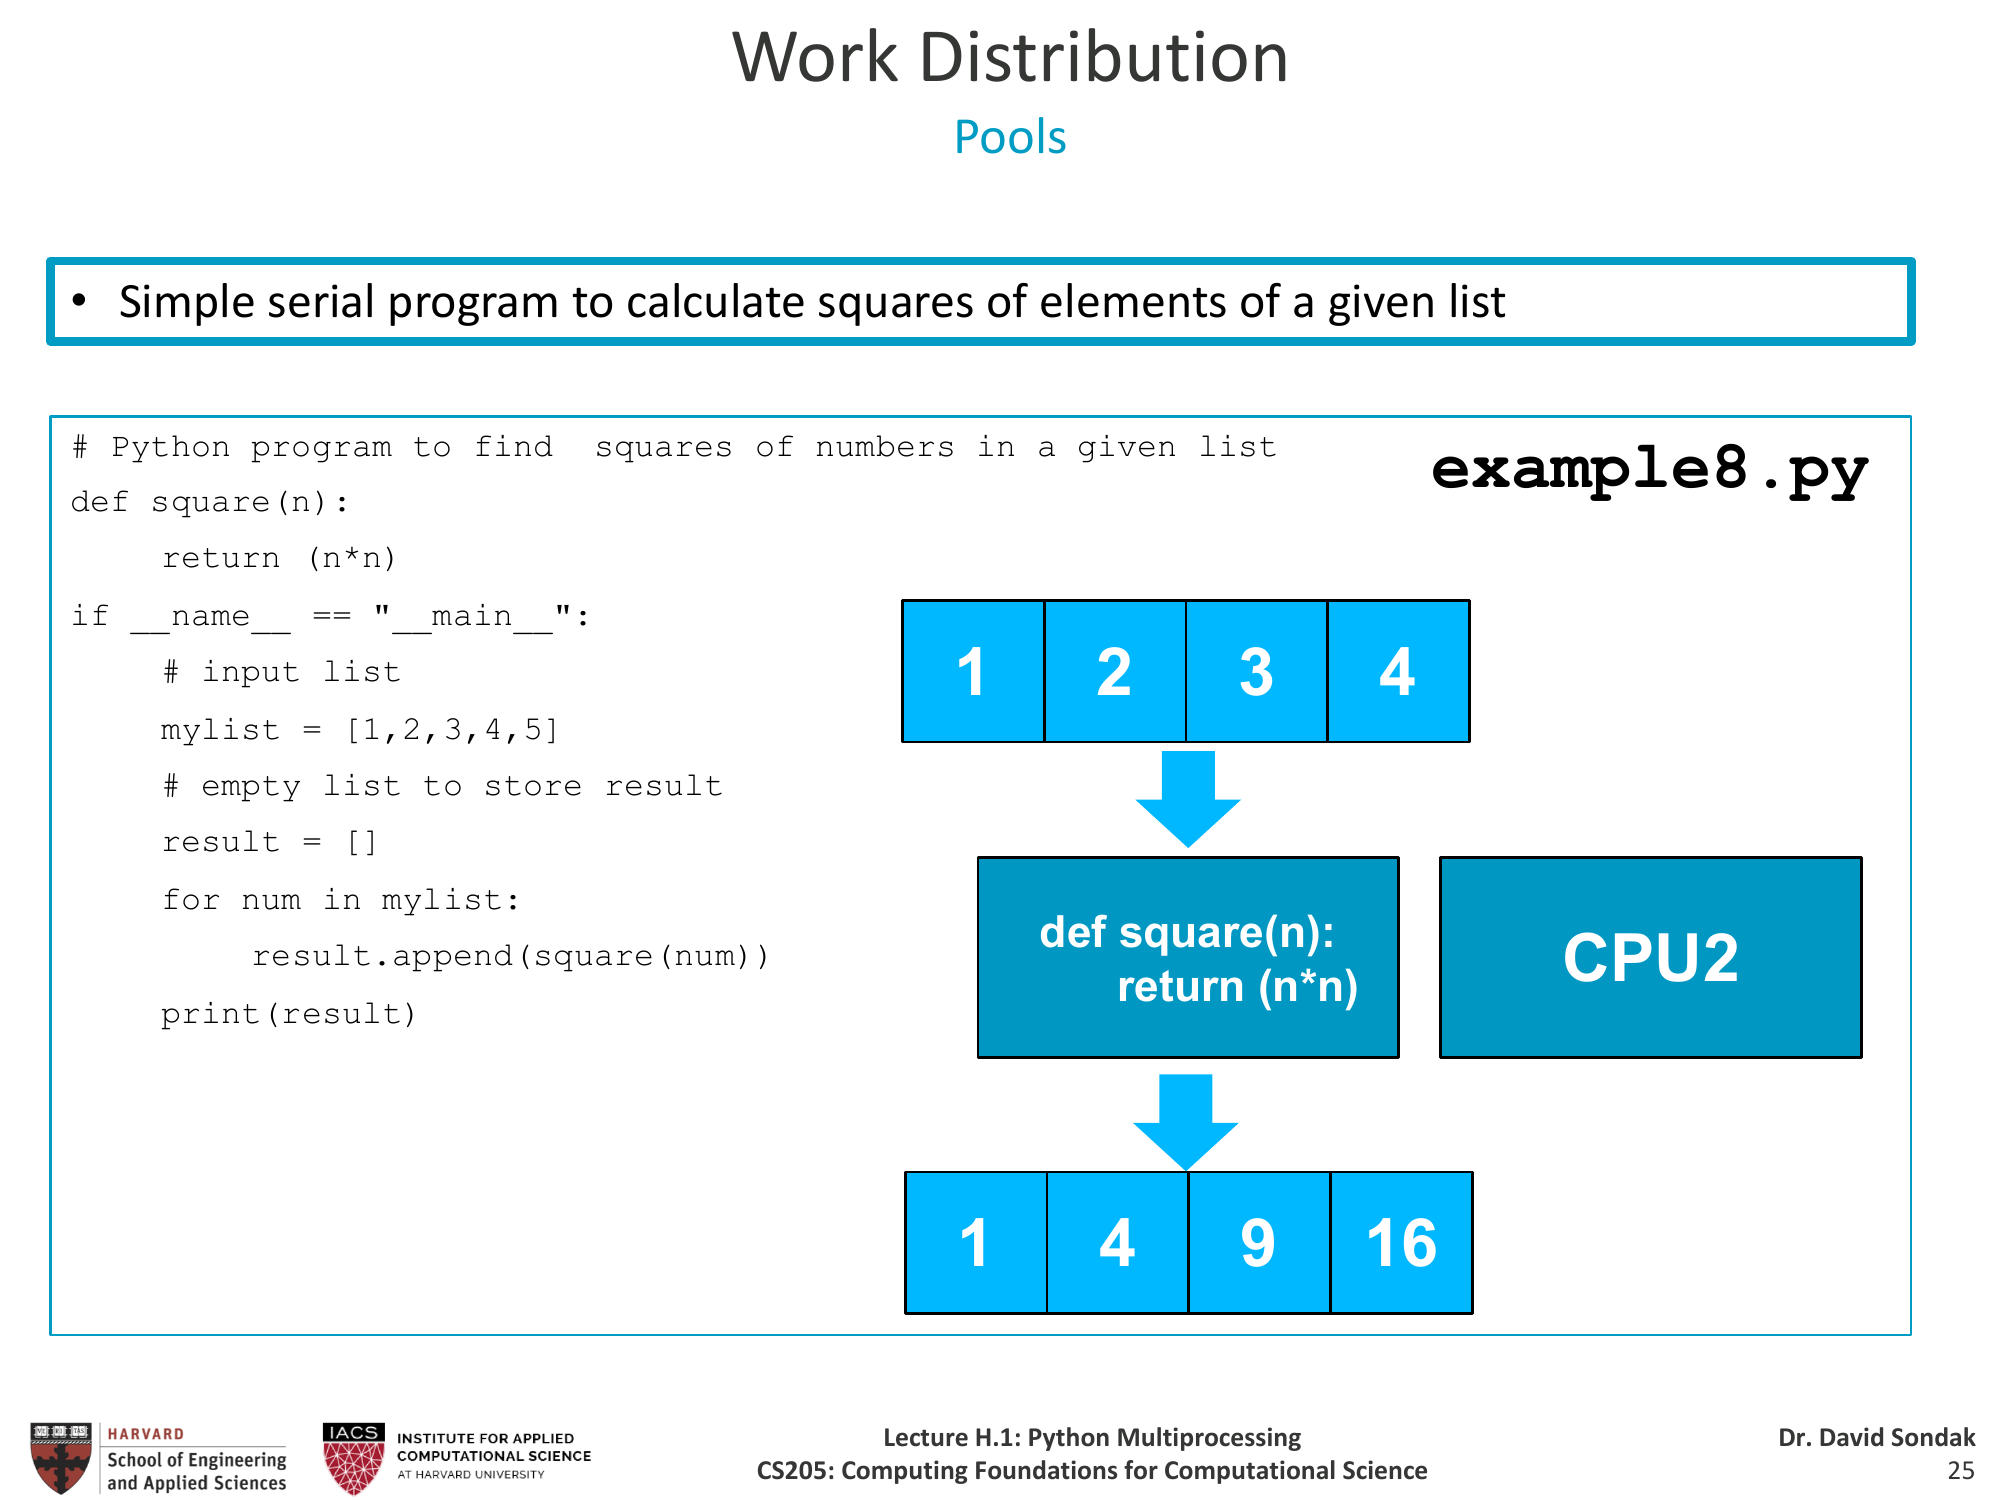 Work Distribution
Pools
• Simple serial program to calculate squares of elements of a given list
# Python program to find  squares of numbers in a given list
example8.py
def square(n):
    return (n*n)
if __name__ == "__main__":
    # input list
    mylist = [1,2,3,4,5]
    # empty list to store result
    result = []
    for num in mylist:
        result.append(square(num))
    print(result)
1 2 3 4
def square(n):
    return (n*n)
CPU2
1 4 9 16
HARVARD
School of Engineering
and Applied Sciences
IACS
INSTITUTE FOR APPLIED
COMPUTATIONAL SCIENCE
AT HARVARD UNIVERSITY
Lecture H.1: Python Multiprocessing
CS205: Computing Foundations for Computational Science
Dr. David Sondak
25